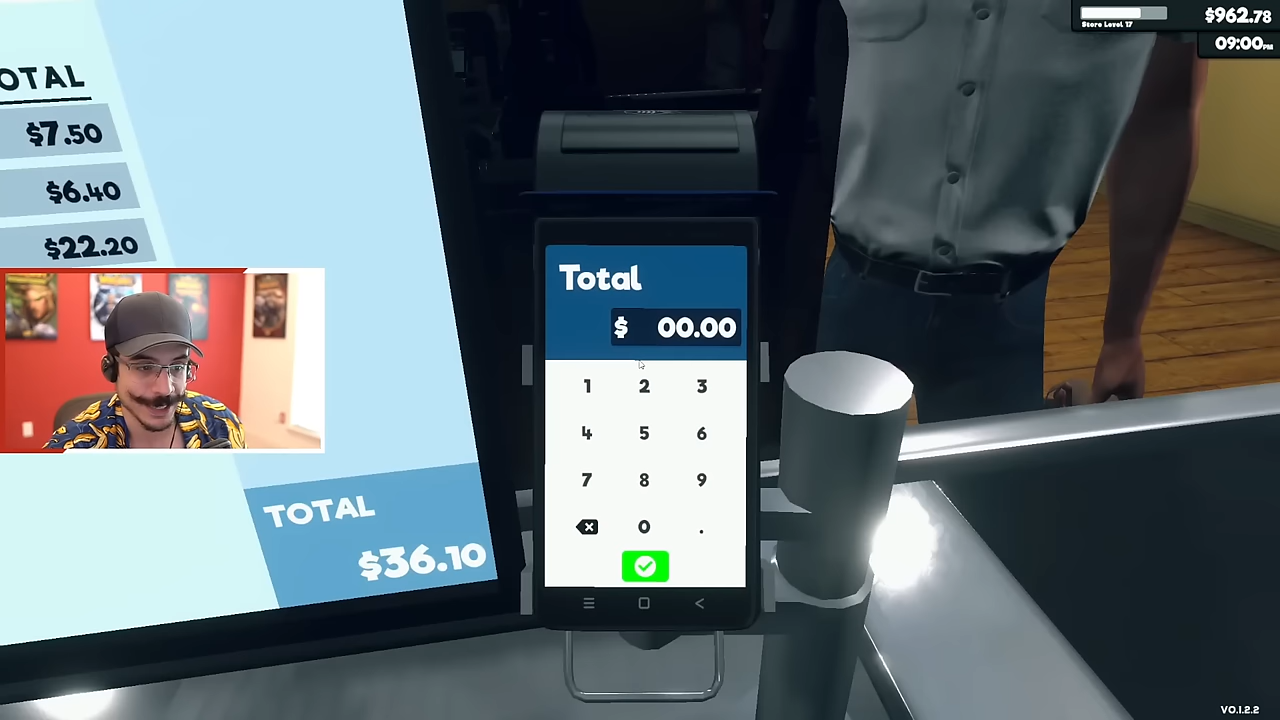 $962.78
Store Level 17
09:00PM
OTAL
$7.50
$6.40
$22.20
Total
$ 00.00
1 2 3
4 5 6
7 8 9
0 .
TOTAL
$36.10
V0.1.2.2